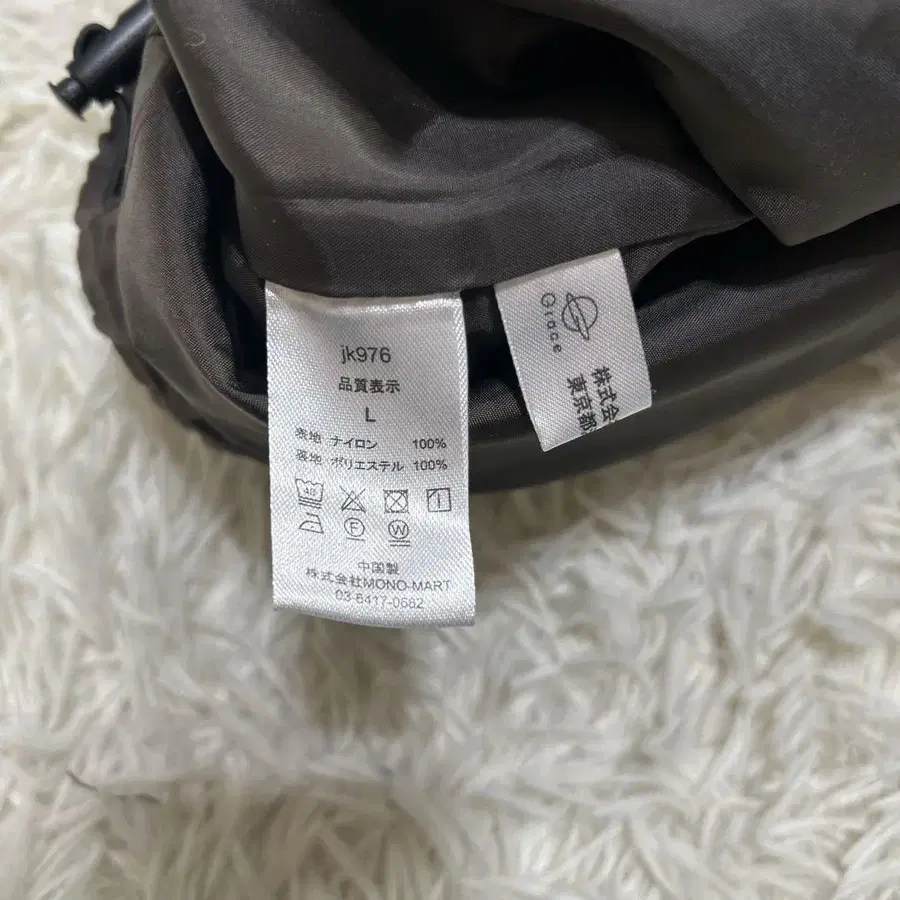 jk976
品質表示
L
表地 ナイロン 100%
裏地 ポリエステル 100%
40
F W
中国製
株式会社MONO-MART
03-6417-0682
Grace
株式会
東京都